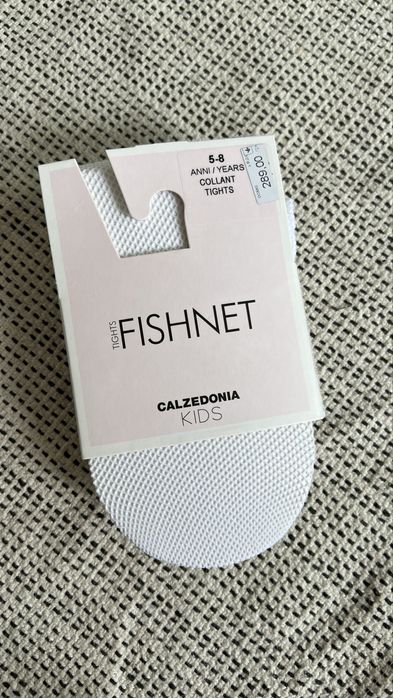 5-8
ANNI / YEARS
COLLANT
TIGHTS
289,00
TIGHTS
FISHNET
CALZEDONIA
KIDS